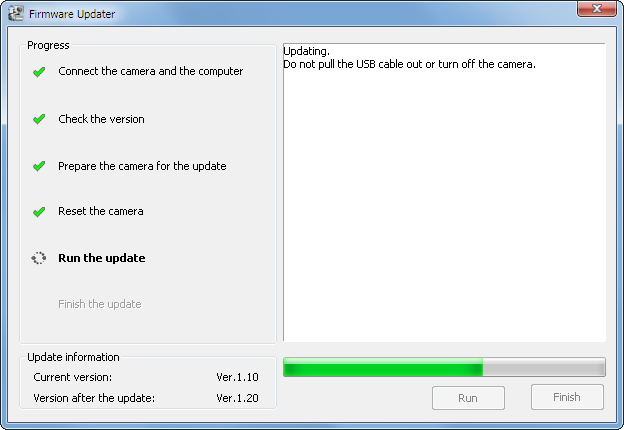 Firmware Updater
Progress
Connect the camera and the computer
Check the version
Prepare the camera for the update
Reset the camera
Run the update
Finish the update
Updating.
Do not pull the USB cable out or turn off the camera.
Update information
Current version: Ver.1.10
Version after the update: Ver.1.20
Run
Finish